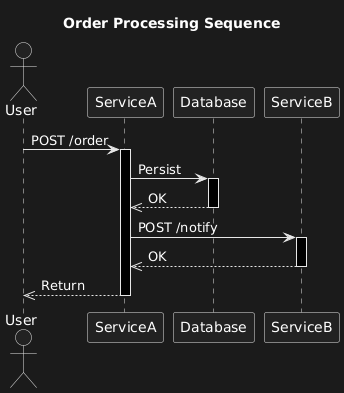 Order Processing Sequence
User
ServiceA
Database
ServiceB
POST /order
Persist
OK
POST /notify
OK
Return
User
ServiceA
Database
ServiceB